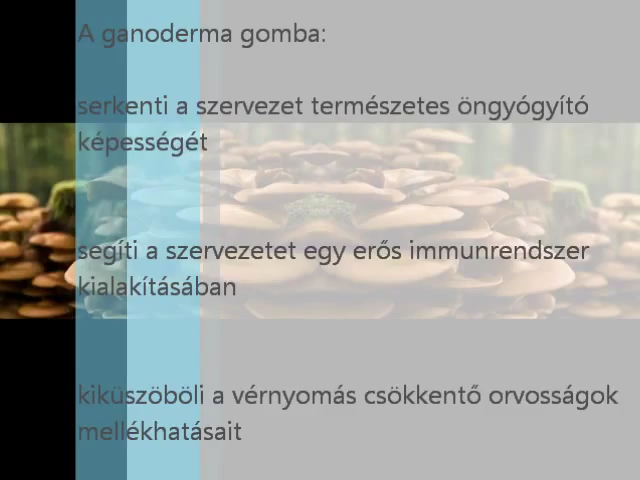 A ganoderma gomba:
serkenti a szervezet természetes öngyógyító
képességét
segíti a szervezetet egy erős immunrendszer
kialakításában
kiküszöböli a vérnyomás csökkentő orvosságok
mellékhatásait